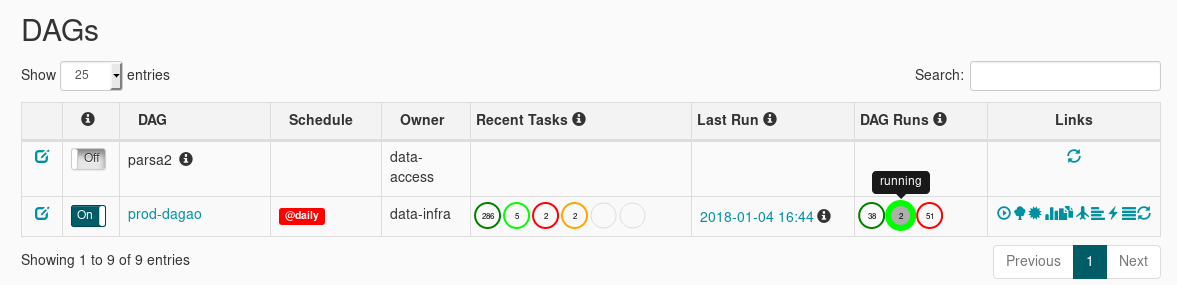 DAGs
Show 25 entries Search:
DAG Schedule Owner Recent Tasks Last Run DAG Runs Links
Off parsa2 data-access
running
On prod-dagao @daily data-infra 286 5 2 2 2018-01-04 16:44 38 2 51
Showing 1 to 9 of 9 entries Previous 1 Next